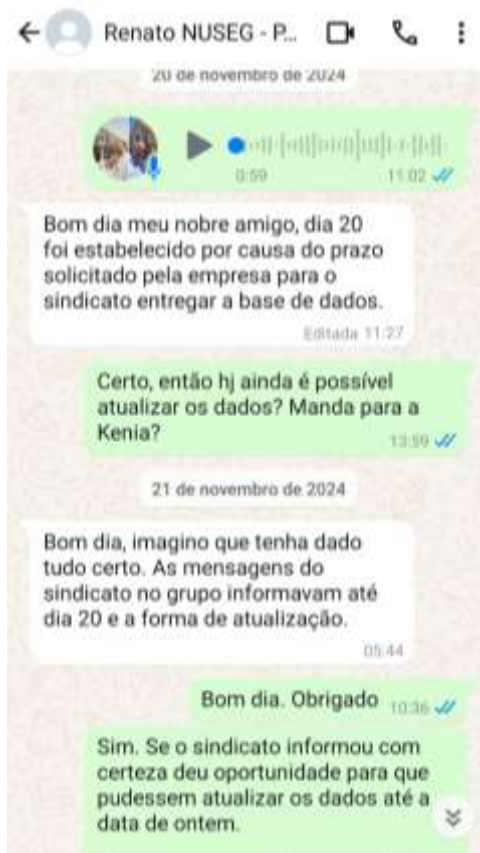 Renato NUSEG - P...
20 de novembro de 2024
0:59 11:02
Bom dia meu nobre amigo, dia 20
foi estabelecido por causa do prazo
solicitado pela empresa para o
sindicato entregar a base de dados.
Editada 11:27
Certo, então hj ainda é possível
atualizar os dados? Manda para a
Kenia?
13:59
21 de novembro de 2024
Bom dia, imagino que tenha dado
tudo certo. As mensagens do
sindicato no grupo informavam até
dia 20 e a forma de atualização.
05:44
Bom dia. Obrigado 10:36
Sim. Se o sindicato informou com
certeza deu oportunidade para que
pudessem atualizar os dados até a
data de ontem.